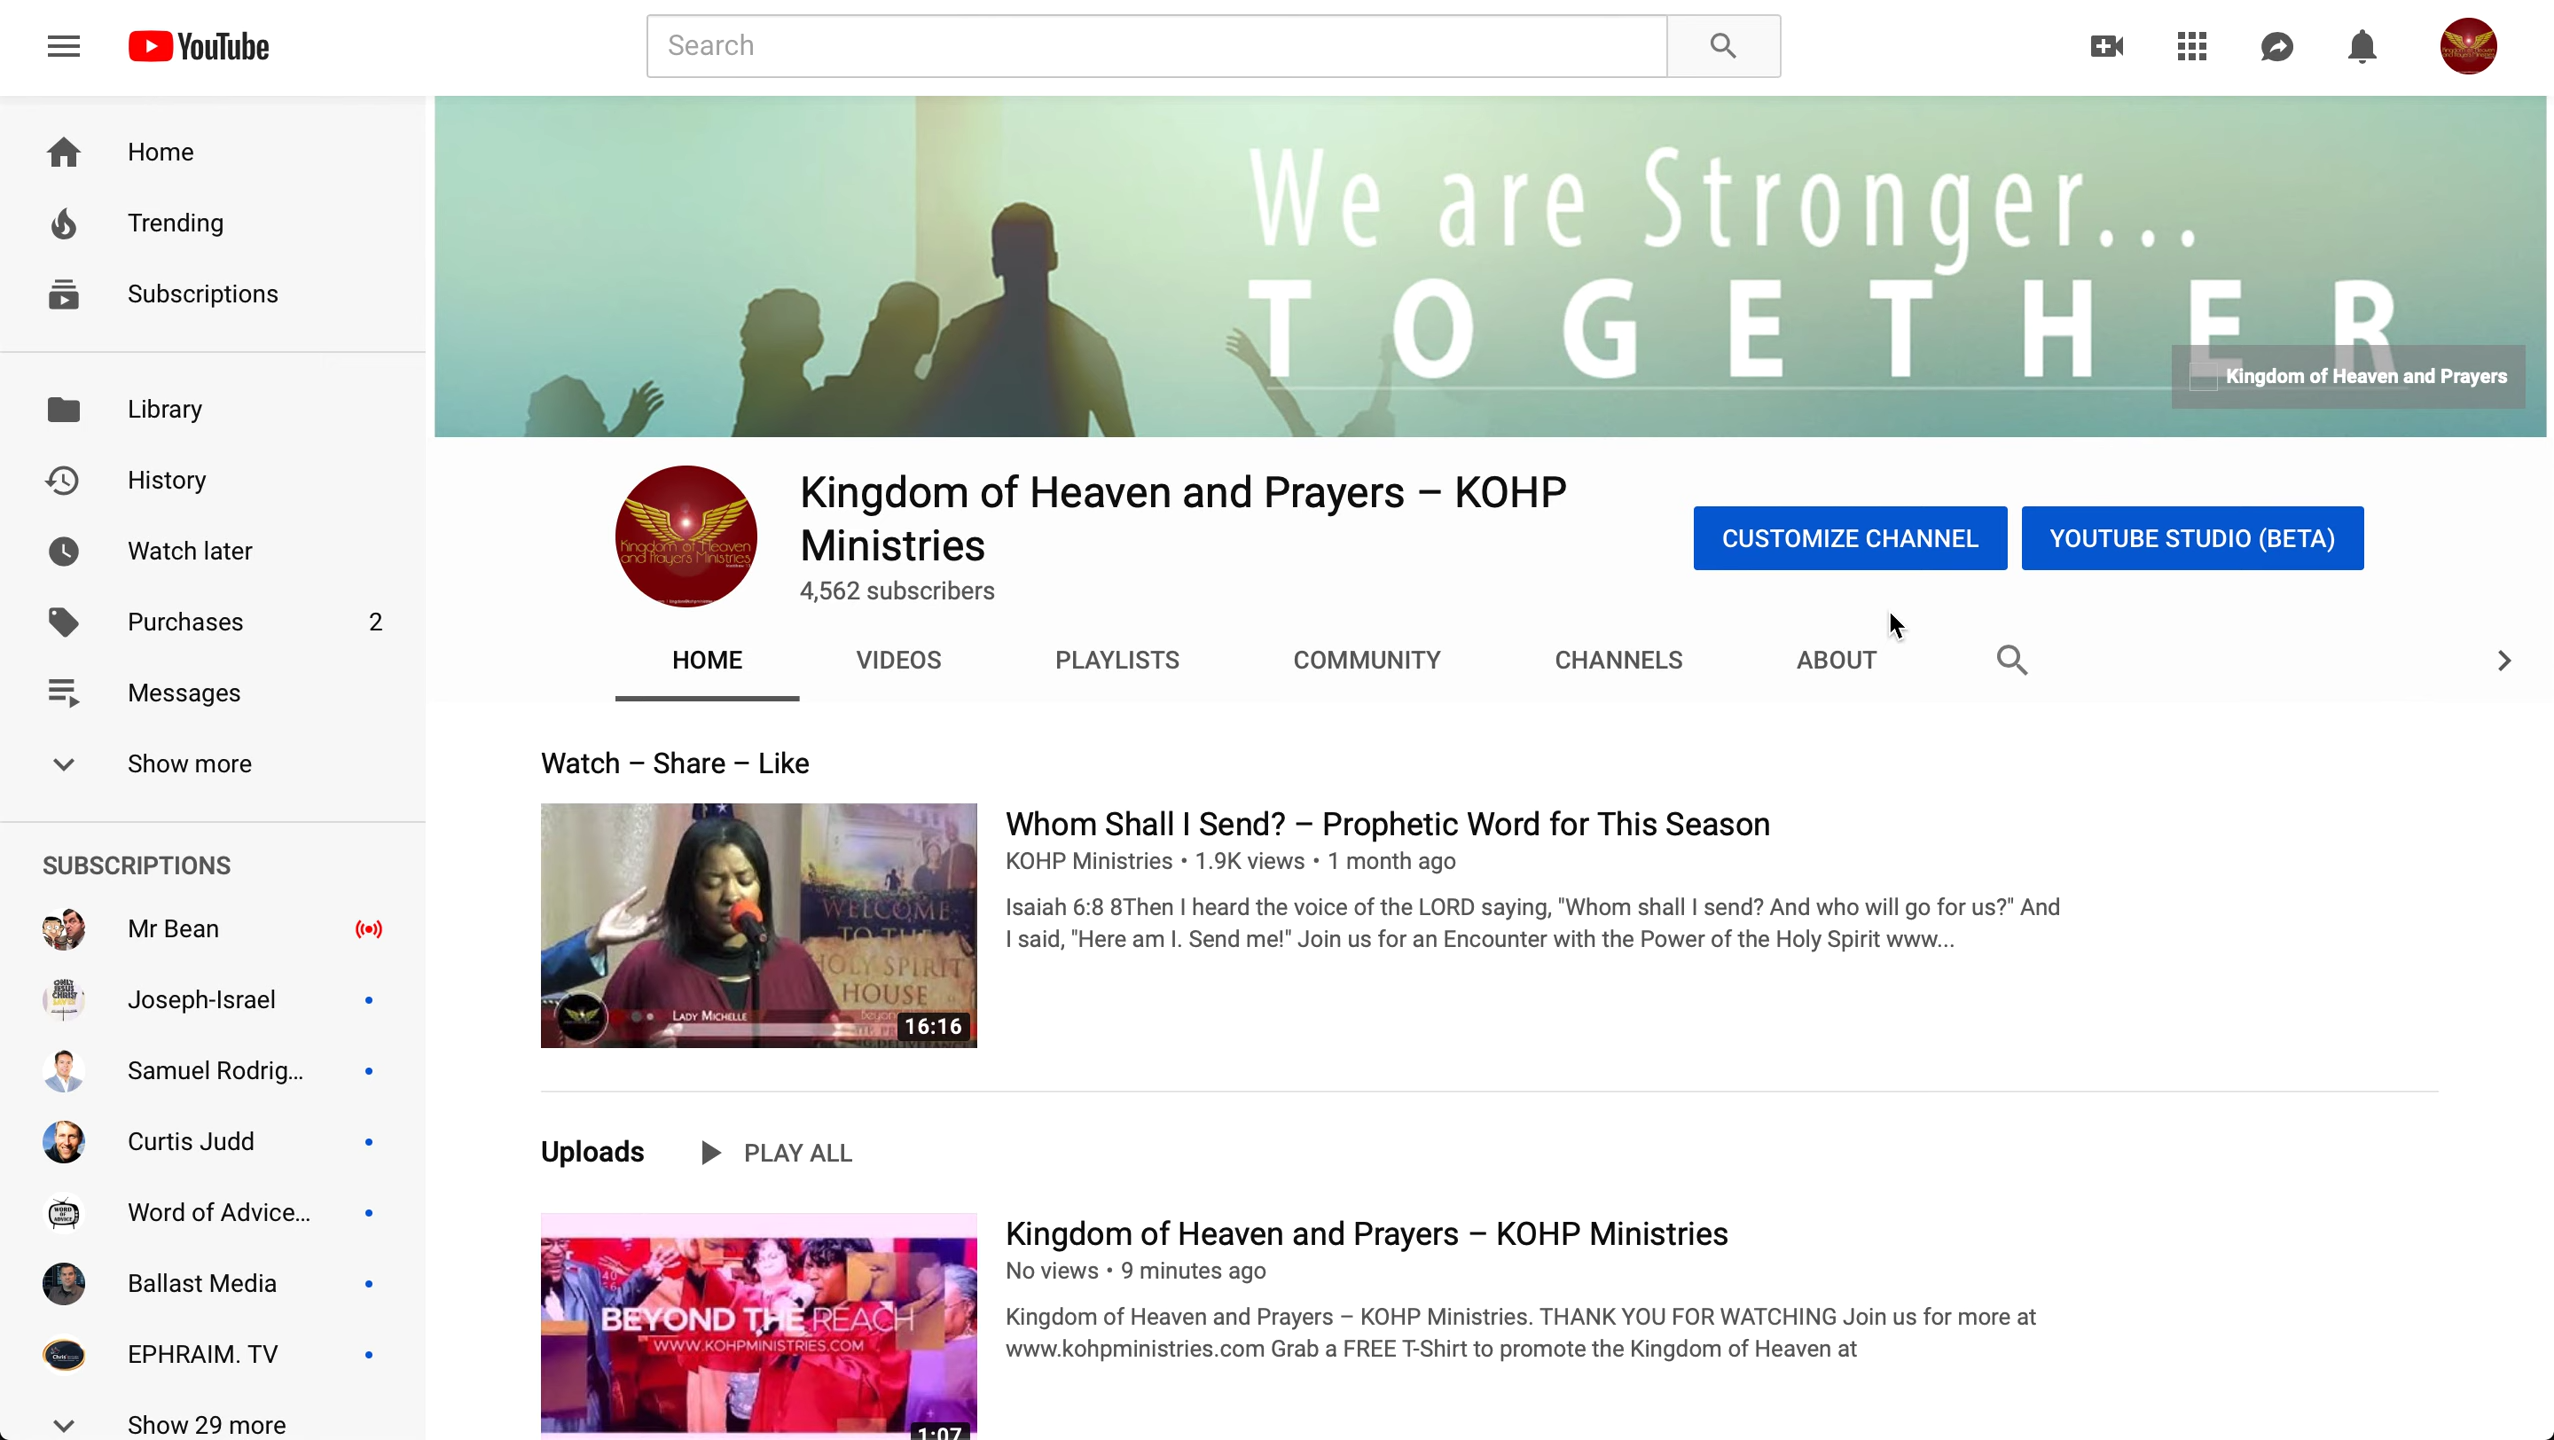 YouTube
Search
Home
Trending
Subscriptions
Library
History
Watch later
Purchases 2
Messages
Show more
SUBSCRIPTIONS
Mr Bean
Joseph-Israel
Samuel Rodrig...
Curtis Judd
Word of Advice...
Ballast Media
EPHRAIM. TV
Show 29 more
We are Stronger...
TOGETHER
Kingdom of Heaven and Prayers
Kingdom of Heaven and Prayers – KOHP
Ministries
4,562 subscribers
CUSTOMIZE CHANNEL
YOUTUBE STUDIO (BETA)
HOME VIDEOS PLAYLISTS COMMUNITY CHANNELS ABOUT
Watch – Share – Like
WELCOME
TO THE
HOLY SPIRIT
HOUSE
LADY MICHELLE
16:16
Whom Shall I Send? – Prophetic Word for This Season
KOHP Ministries • 1.9K views • 1 month ago
Isaiah 6:8 8Then I heard the voice of the LORD saying, "Whom shall I send? And who will go for us?" And
I said, "Here am I. Send me!" Join us for an Encounter with the Power of the Holy Spirit www...
Uploads PLAY ALL
BEYOND THE REACH
WWW.KOHPMINISTRIES.COM
1:07
Kingdom of Heaven and Prayers – KOHP Ministries
No views • 9 minutes ago
Kingdom of Heaven and Prayers – KOHP Ministries. THANK YOU FOR WATCHING Join us for more at
www.kohpministries.com Grab a FREE T-Shirt to promote the Kingdom of Heaven at